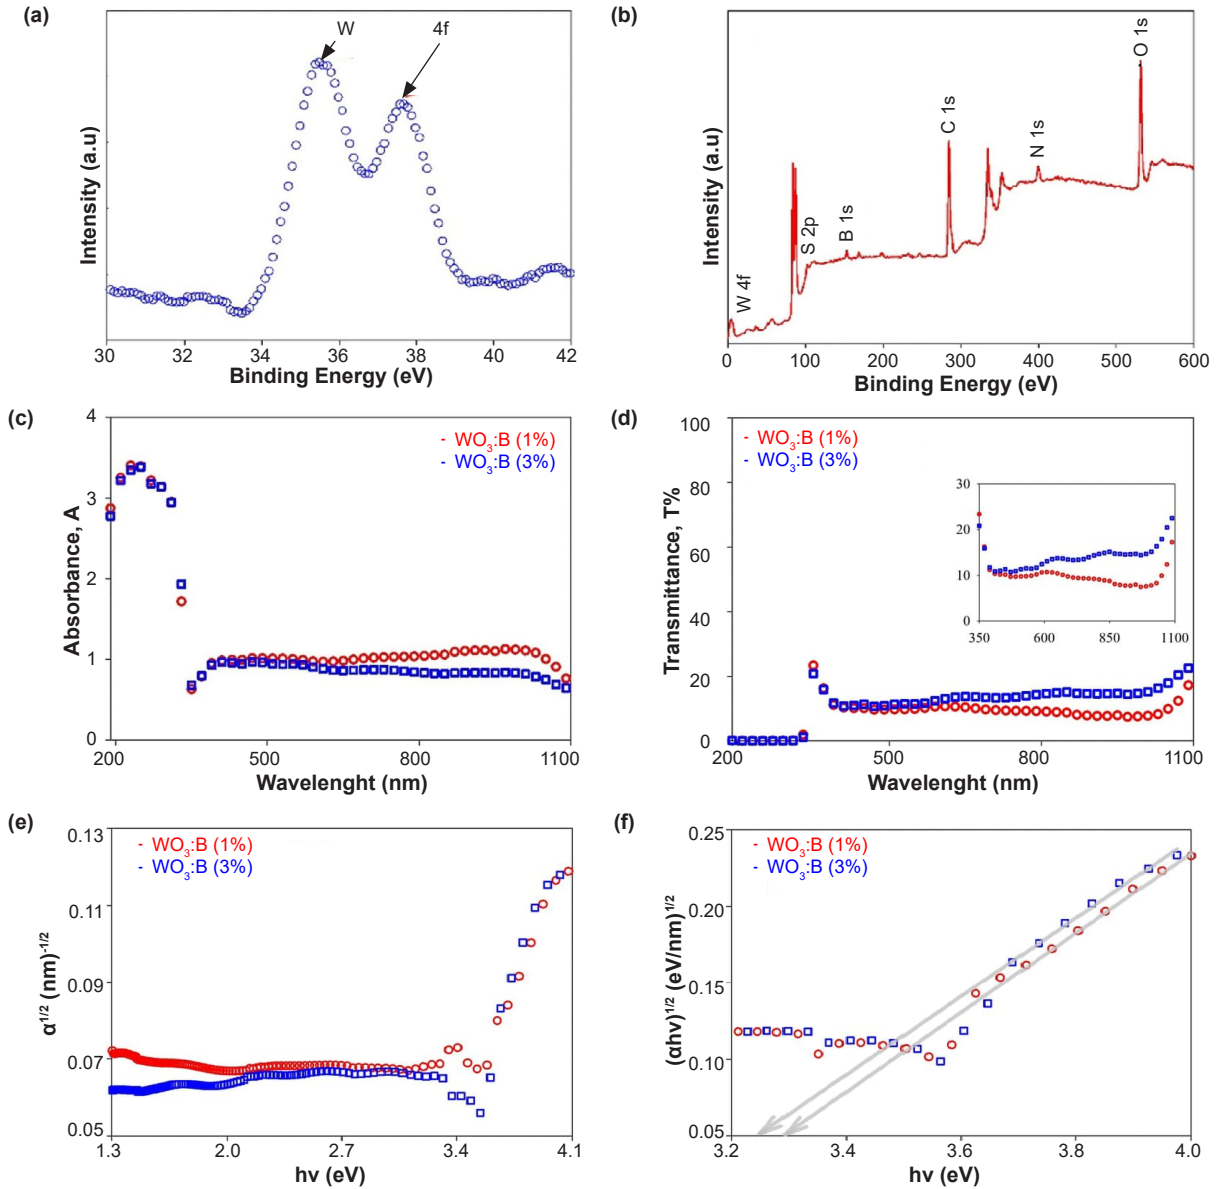 (a)
W
4f
Intensity (a.u)
30 32 34 36 38 40 42
Binding Energy (eV)
(b)
W 4f
S 2p
B 1s
C 1s
N 1s
O 1s
Intensity (a.u)
0 100 200 300 400 500 600
Binding Energy (eV)
(c)
WO3:B (1%)
WO3:B (3%)
Absorbance, A
4
3
2
1
0
200 500 800 1100
Wavelenght (nm)
(d)
WO3:B (1%)
WO3:B (3%)
Transmittance, T%
100
80
60
40
20
0
30
20
10
0
350 600 850 1100
200 500 800 1100
Wavelenght (nm)
(e)
WO3:B (1%)
WO3:B (3%)
α1/2 (nm)-1/2
0.13
0.11
0.09
0.07
0.05
1.3 2.0 2.7 3.4 4.1
hν (eV)
(f)
WO3:B (1%)
WO3:B (3%)
(αhν)1/2 (eV/nm)1/2
0.25
0.20
0.15
0.10
0.05
3.2 3.4 3.6 3.8 4.0
hν (eV)